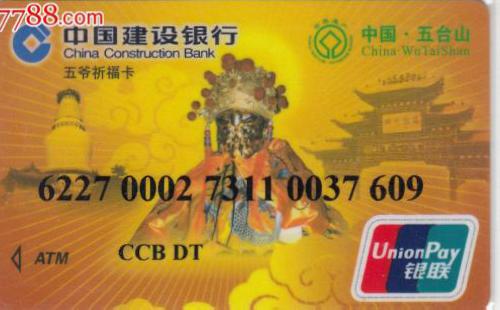 7788.com
中国建设银行
China Construction Bank
五爷祈福卡
中国·五台山
China·WuTaiShan
6227 0002 7311 0037 609
ATM
CCB DT
UnionPay
银联